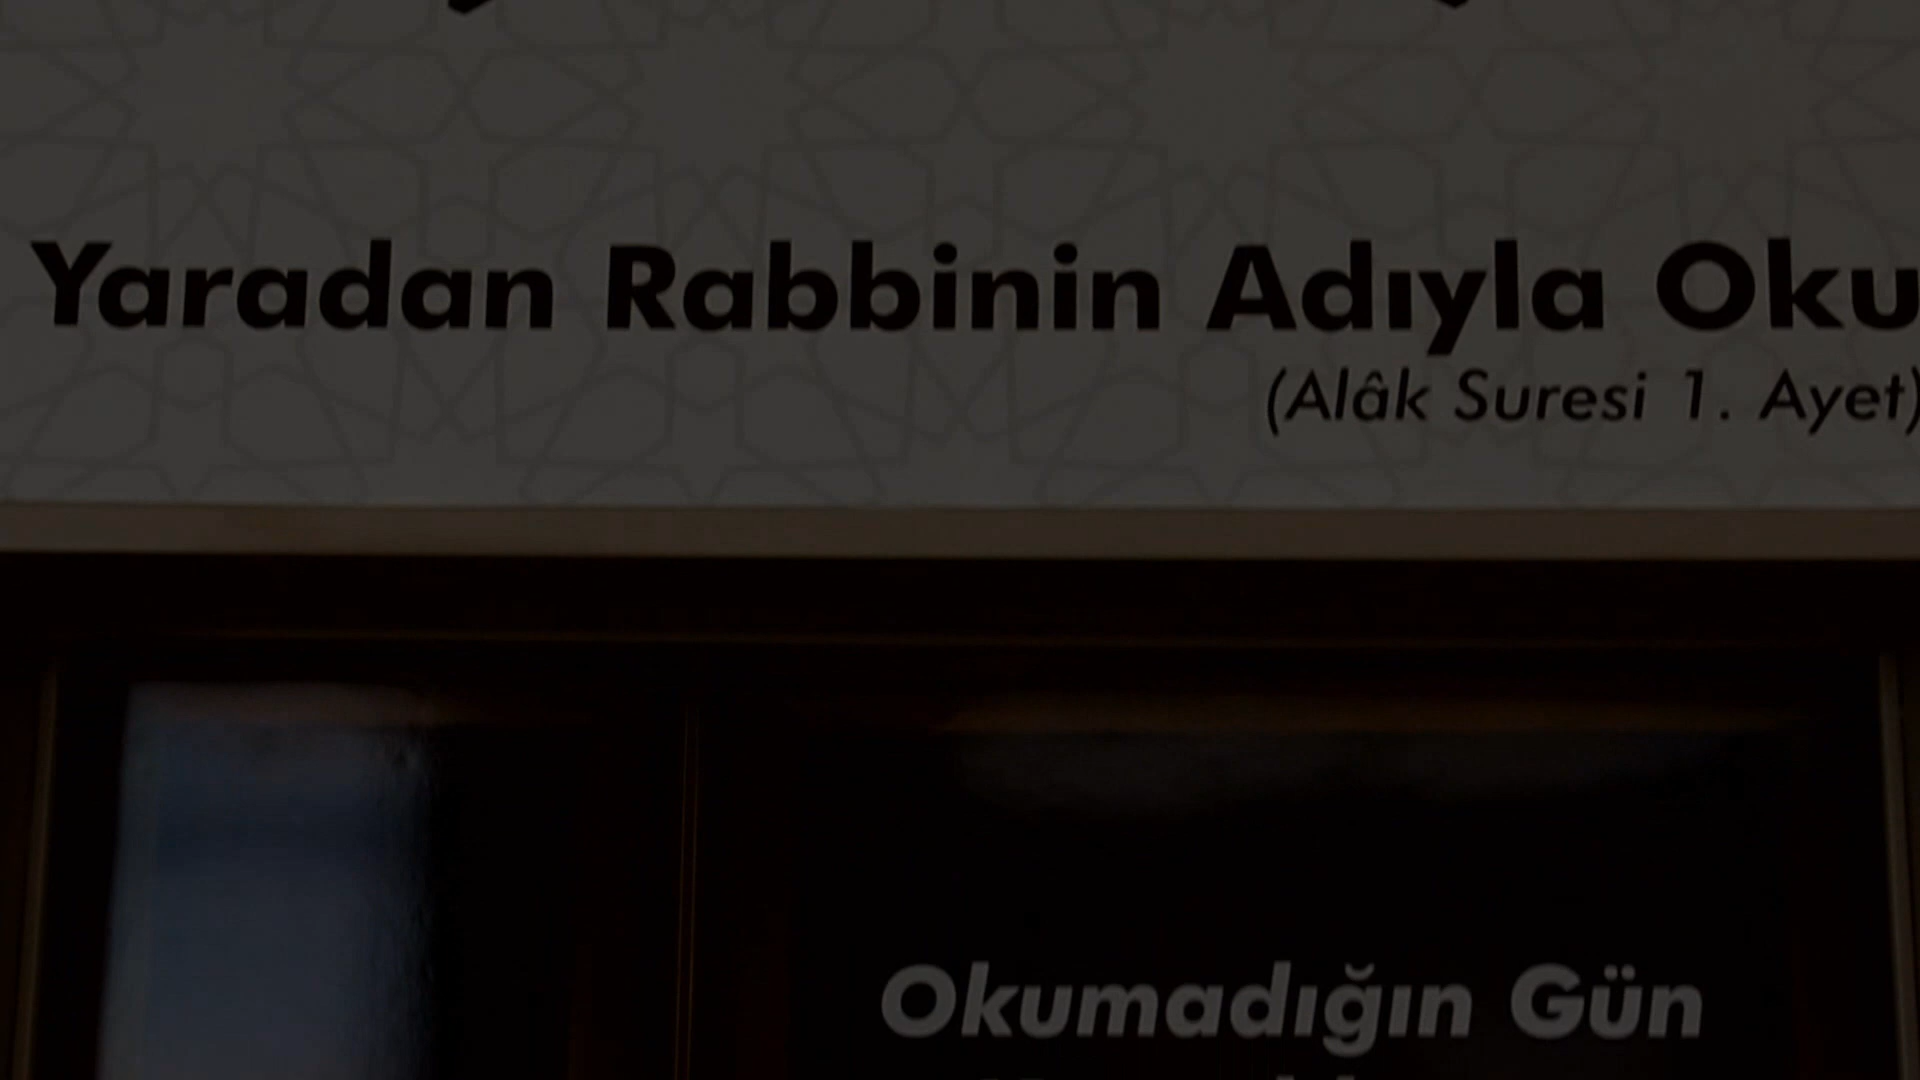 Yaradan Rabbinin Adıyla Oku
(Alâk Suresi 1. Ayet)
Okumadığın Gün